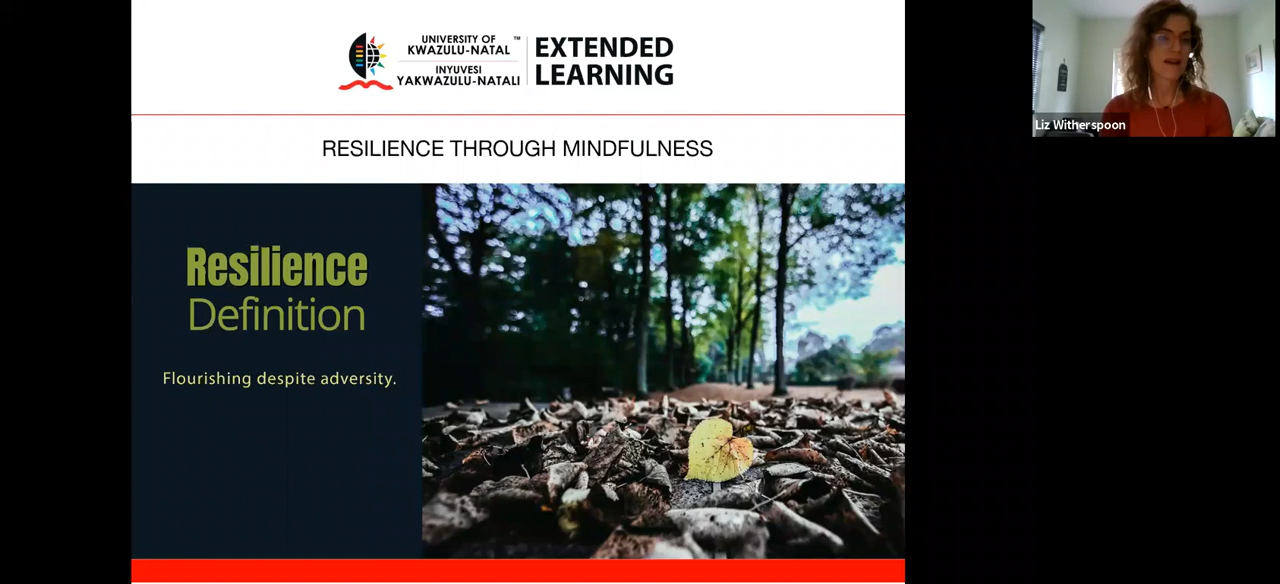 UNIVERSITY OF
KWAZULU-NATAL ™
INYUVESI
YAKWAZULU-NATALI
EXTENDED
LEARNING
RESILIENCE THROUGH MINDFULNESS
Resilience
Definition
Flourishing despite adversity.
Liz Witherspoon